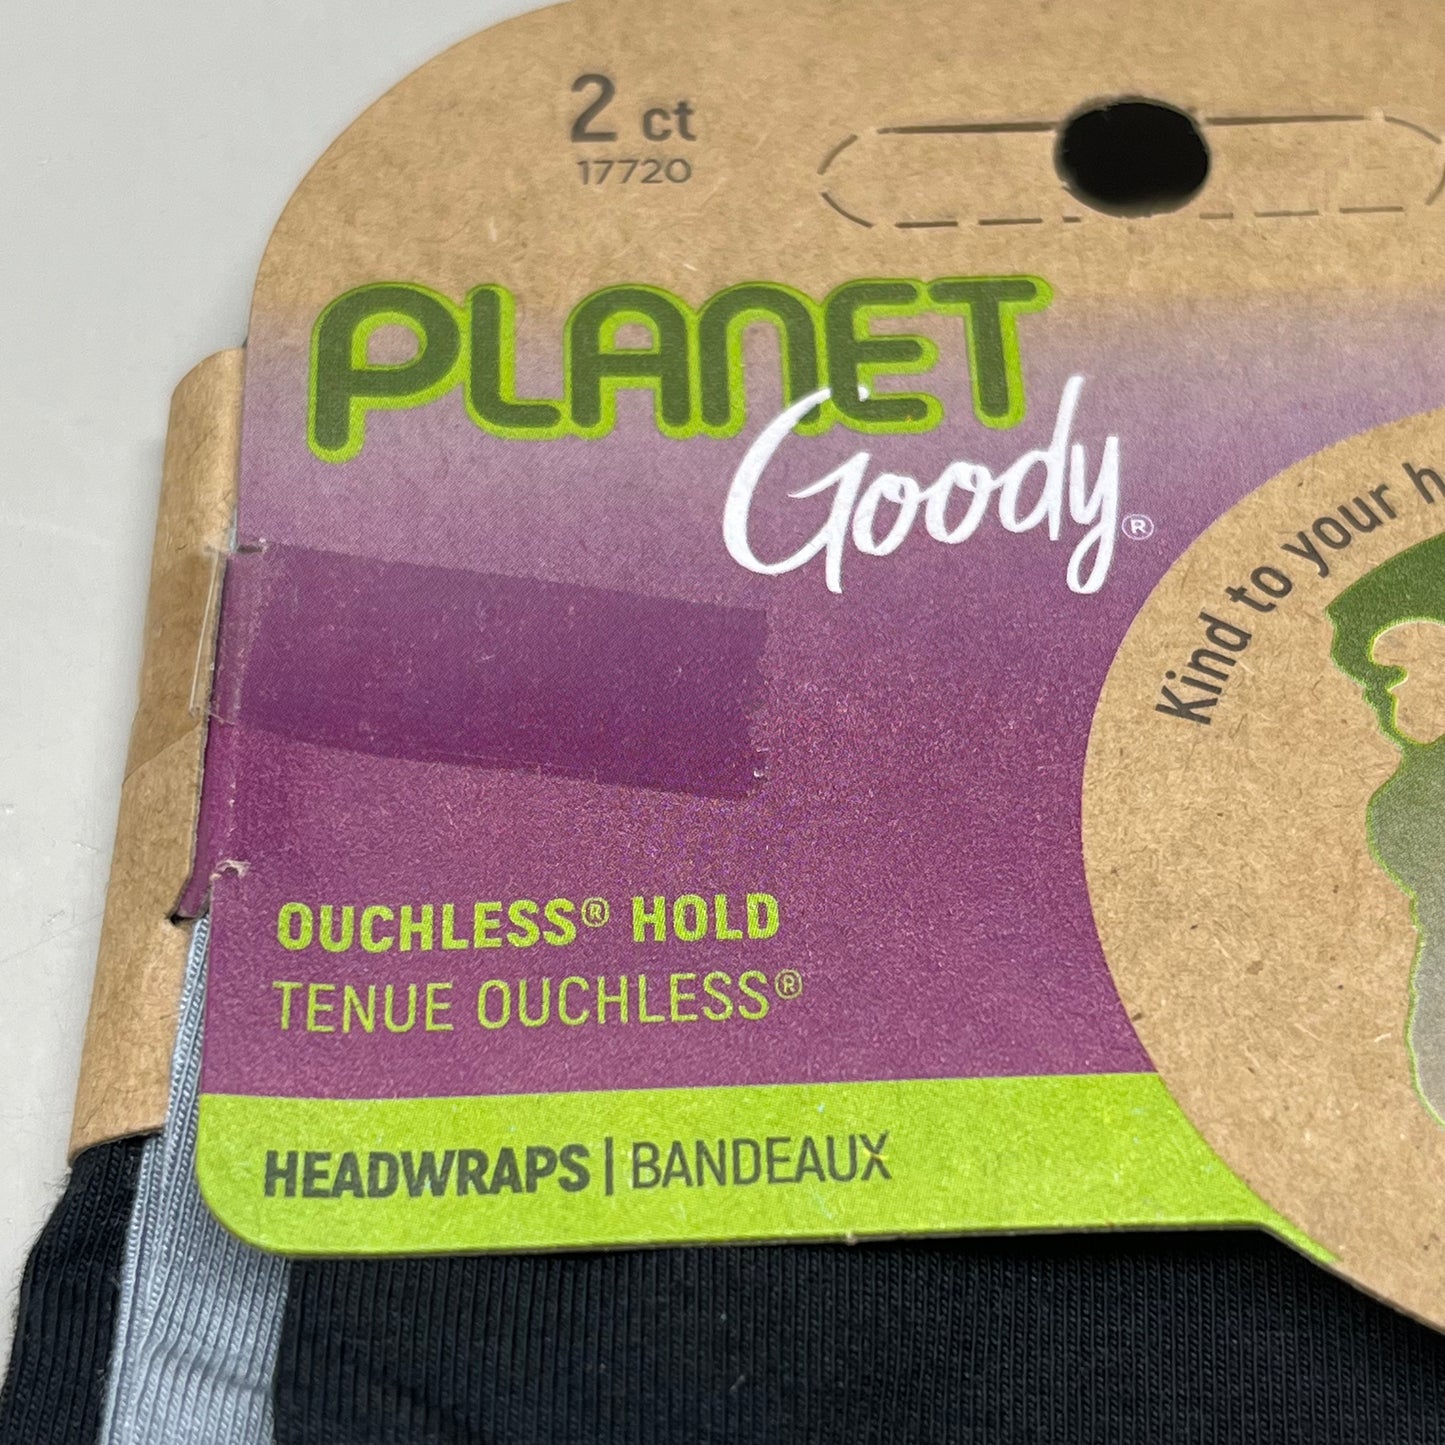 2 ct
17720
PLANET
Goody®
Kind to your
OUCHLESS® HOLD
TENUE OUCHLESS®
HEADWRAPS | BANDEAUX